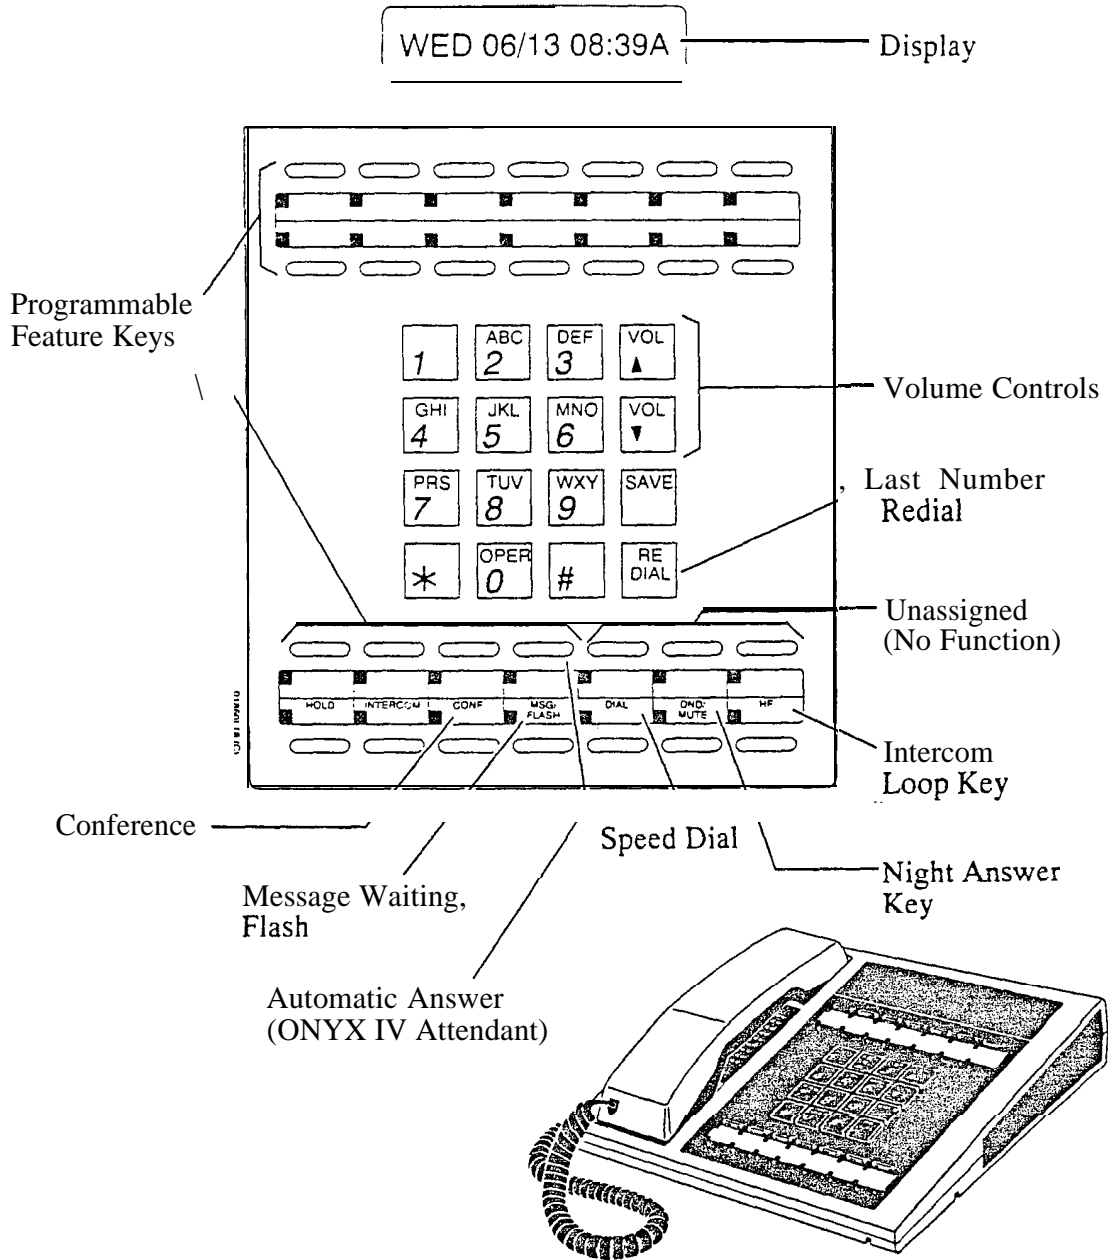 WED 06/13 08:39A
Display
Programmable
Feature Keys
1
ABC
2
DEF
3
VOL
▲
Volume Controls
GHI
4
JKL
5
MNO
6
VOL
▼
PRS
7
TUV
8
WXY
9
SAVE
, Last Number
Redial
*
OPER
0
#
RE
DIAL
Unassigned
(No Function)
HOLD
INTERCOM
CONF
MSG/
FLASH
DIAL
DND/
MUTE
HF
Intercom
Loop Key
Conference
Speed Dial
Night Answer
Key
Message Waiting,
Flash
Automatic Answer
(ONYX IV Attendant)